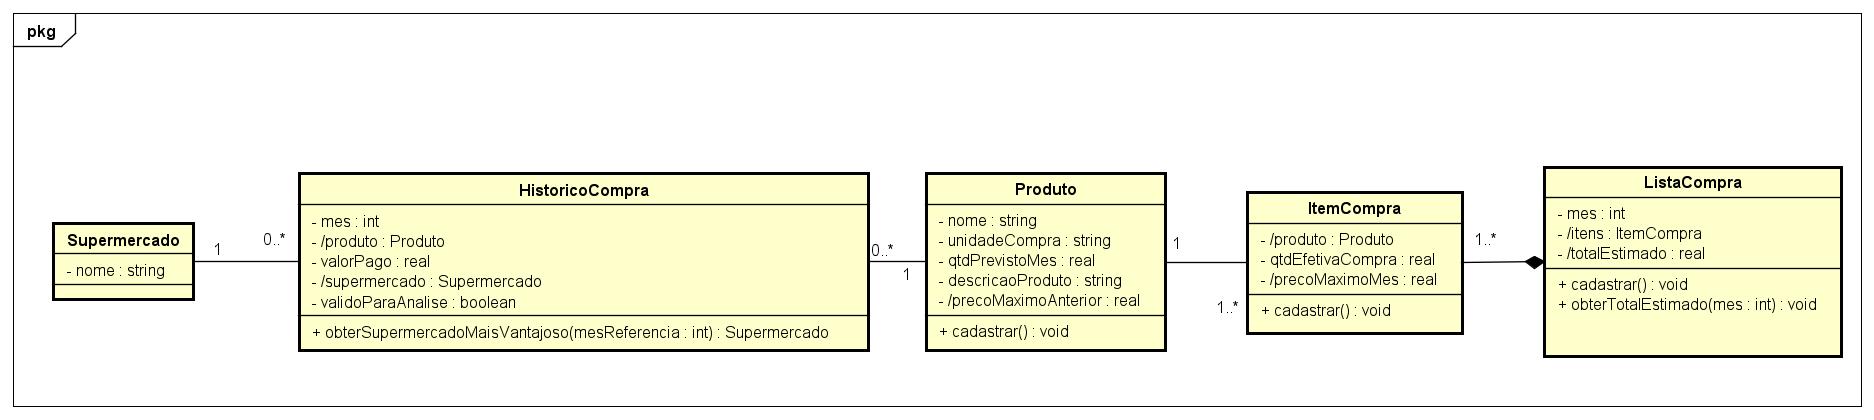 pkg
Supermercado
- nome : string
1
0..*
HistoricoCompra
- mes : int
- /produto : Produto
- valorPago : real
- /supermercado : Supermercado
- validoParaAnalise : boolean
+ obterSupermercadoMaisVantajoso(mesReferencia : int) : Supermercado
0..*
1
Produto
- nome : string
- unidadeCompra : string
- qtdPrevistoMes : real
- descricaoProduto : string
- /precoMaximoAnterior : real
+ cadastrar() : void
1
1..*
ItemCompra
- /produto : Produto
- qtdEfetivaCompra : real
- /precoMaximoMes : real
+ cadastrar() : void
1..*
ListaCompra
- mes : int
- /itens : ItemCompra
- /totalEstimado : real
+ cadastrar() : void
+ obterTotalEstimado(mes : int) : void